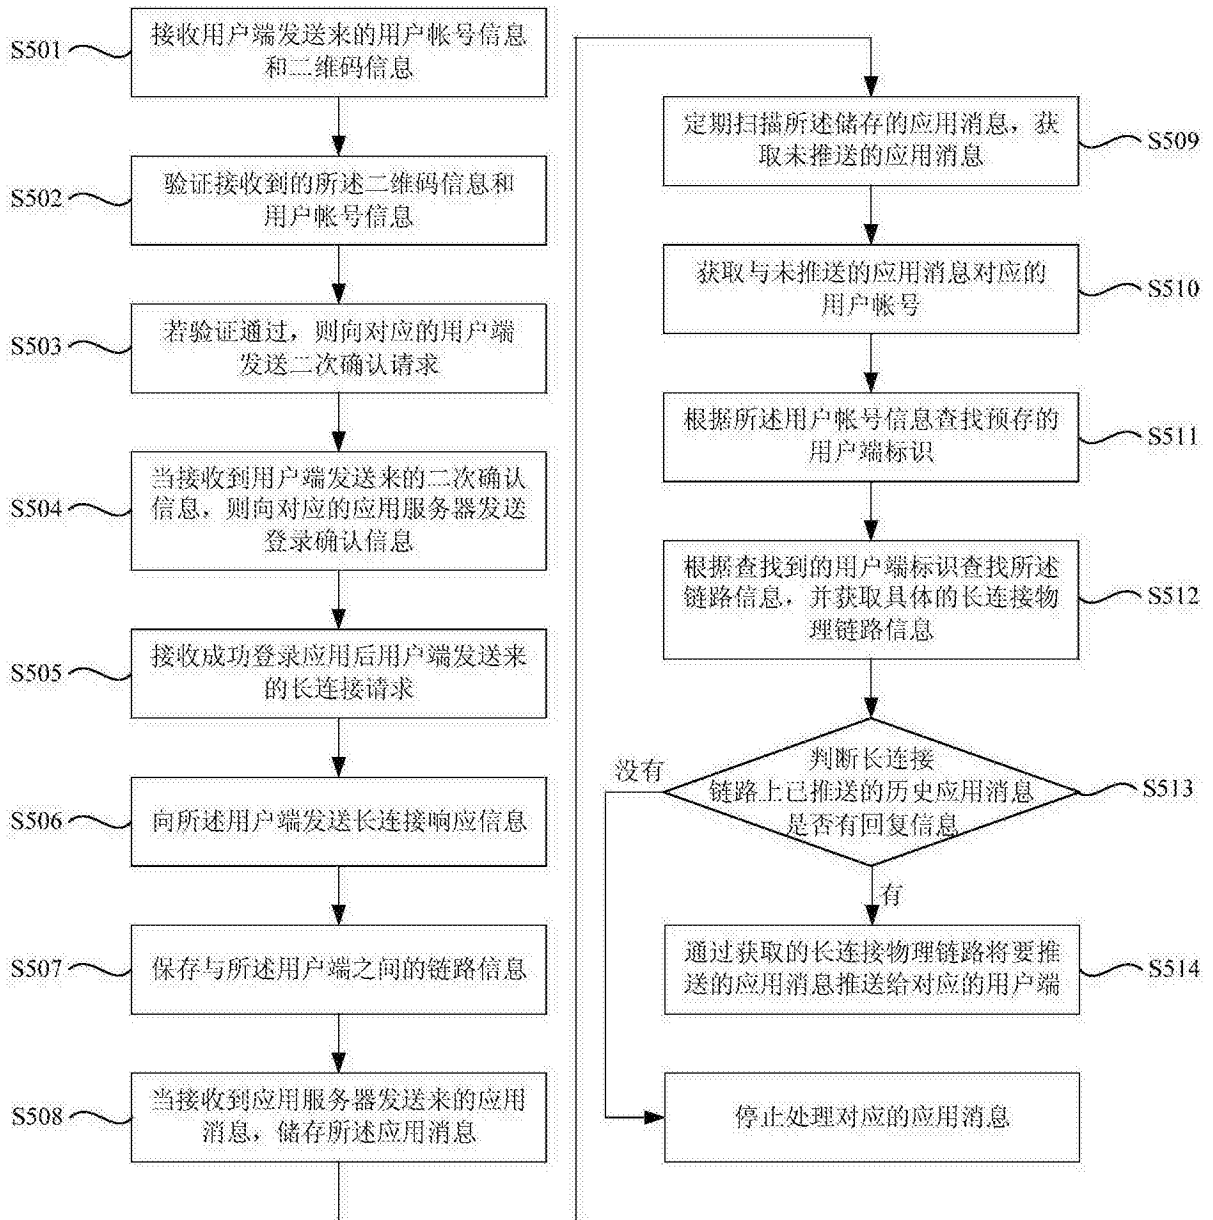 S501
接收用户端发送来的用户帐号信息
和二维码信息
S502
验证接收到的所述二维码信息和
用户帐号信息
S503
若验证通过，则向对应的用户端
发送二次确认请求
S504
当接收到用户端发送来的二次确认
信息，则向对应的应用服务器发送
登录确认信息
S505
接收成功登录应用后用户端发送来
的长连接请求
S506
向所述用户端发送长连接响应信息
S507
保存与所述用户端之间的链路信息
S508
当接收到应用服务器发送来的应用
消息，储存所述应用消息
定期扫描所述储存的应用消息，获
取未推送的应用消息
S509
获取与未推送的应用消息对应的
用户帐号
S510
根据所述用户帐号信息查找预存的
用户端标识
S511
根据查找到的用户端标识查找所述
链路信息，并获取具体的长连接物
理链路信息
S512
没有
判断长连接
链路上已推送的历史应用消息
是否有回复信息
S513
有
通过获取的长连接物理链路将要推
送的应用消息推送给对应的用户端
S514
停止处理对应的应用消息